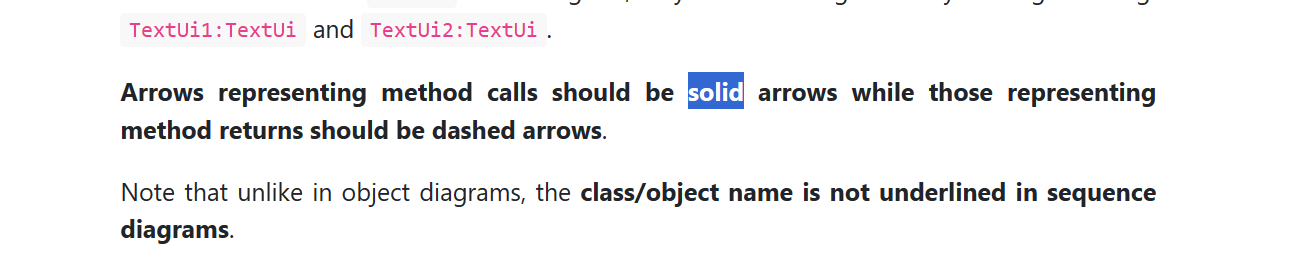 TextUi1:TextUi and TextUi2:TextUi.
Arrows representing method calls should be solid arrows while those representing
method returns should be dashed arrows.
Note that unlike in object diagrams, the class/object name is not underlined in sequence
diagrams.